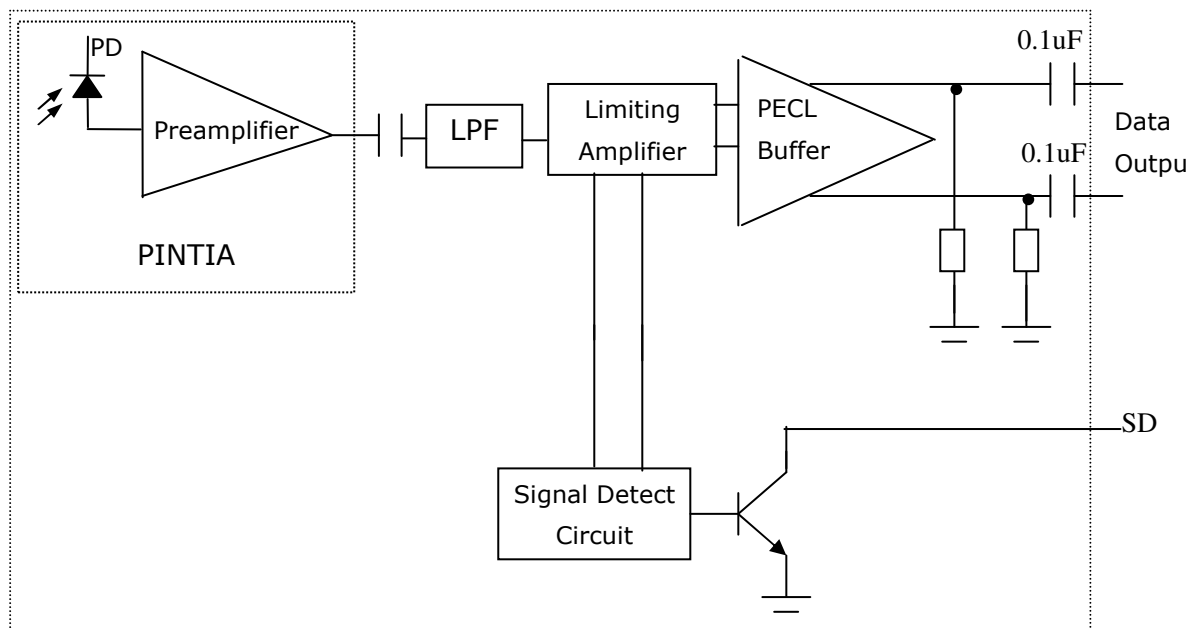 PD
Preamplifier
PINTIA
LPF
Limiting
Amplifier
PECL
Buffer
0.1uF
0.1uF
Data
Outpu
Signal Detect
Circuit
SD